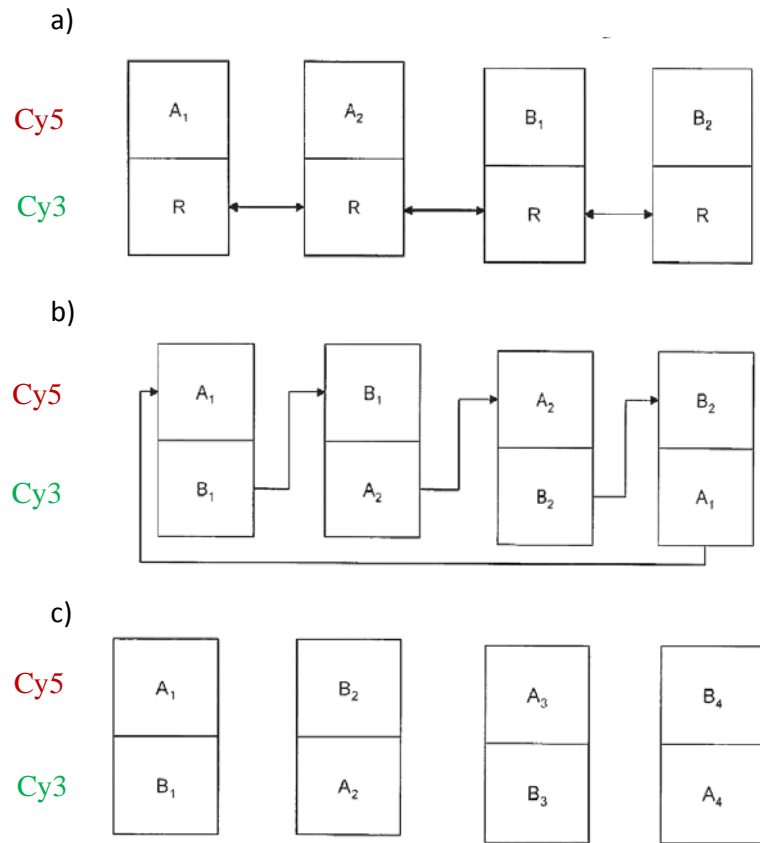 a)
Cy5 A₁ A₂ B₁ B₂
Cy3 R R R R
b)
Cy5 A₁ B₁ A₂ B₂
Cy3 B₁ A₂ B₂ A₁
c)
Cy5 A₁ B₂ A₃ B₄
Cy3 B₁ A₂ B₃ A₄